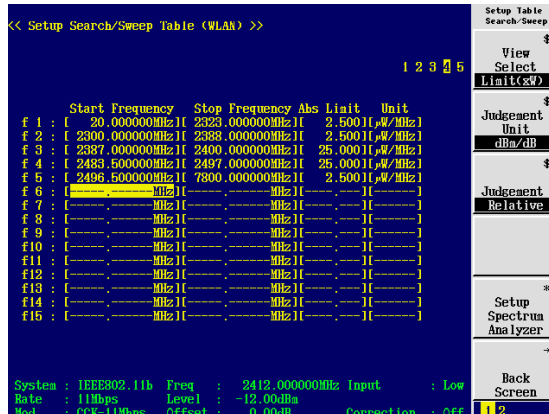 << Setup Search/Sweep Table (WLAN) >>
1 2 3 4 5
Start Frequency Stop Frequency Abs Limit Unit
f 1 : [ 20.000000MHz][ 2323.000000MHz][ 2.500][µW/MHz]
f 2 : [ 2300.000000MHz][ 2388.000000MHz][ 2.500][µW/MHz]
f 3 : [ 2387.000000MHz][ 2400.000000MHz][ 25.000][µW/MHz]
f 4 : [ 2483.500000MHz][ 2497.000000MHz][ 25.000][µW/MHz]
f 5 : [ 2496.500000MHz][ 7800.000000MHz][ 2.500][µW/MHz]
f 6 : [-----.------MHz][-----.------MHz][----.---][------]
f 7 : [-----.------MHz][-----.------MHz][----.---][------]
f 8 : [-----.------MHz][-----.------MHz][----.---][------]
f 9 : [-----.------MHz][-----.------MHz][----.---][------]
f10 : [-----.------MHz][-----.------MHz][----.---][------]
f11 : [-----.------MHz][-----.------MHz][----.---][------]
f12 : [-----.------MHz][-----.------MHz][----.---][------]
f13 : [-----.------MHz][-----.------MHz][----.---][------]
f14 : [-----.------MHz][-----.------MHz][----.---][------]
f15 : [-----.------MHz][-----.------MHz][----.---][------]
System : IEEE802.11b Freq : 2412.000000MHz Input : Low
Rate : 11Mbps Level : -12.00dBm
Mod : CCK-11Mbps Offset : 0.00dB Correction : Off
Setup Table
Search/Sweep
$
View
Select
Limit(xW)
$
Judgement
Unit
dBm/dB
$
Judgement
Relative
*
Setup
Spectrum
Analyzer
→
Back
Screen
1 2